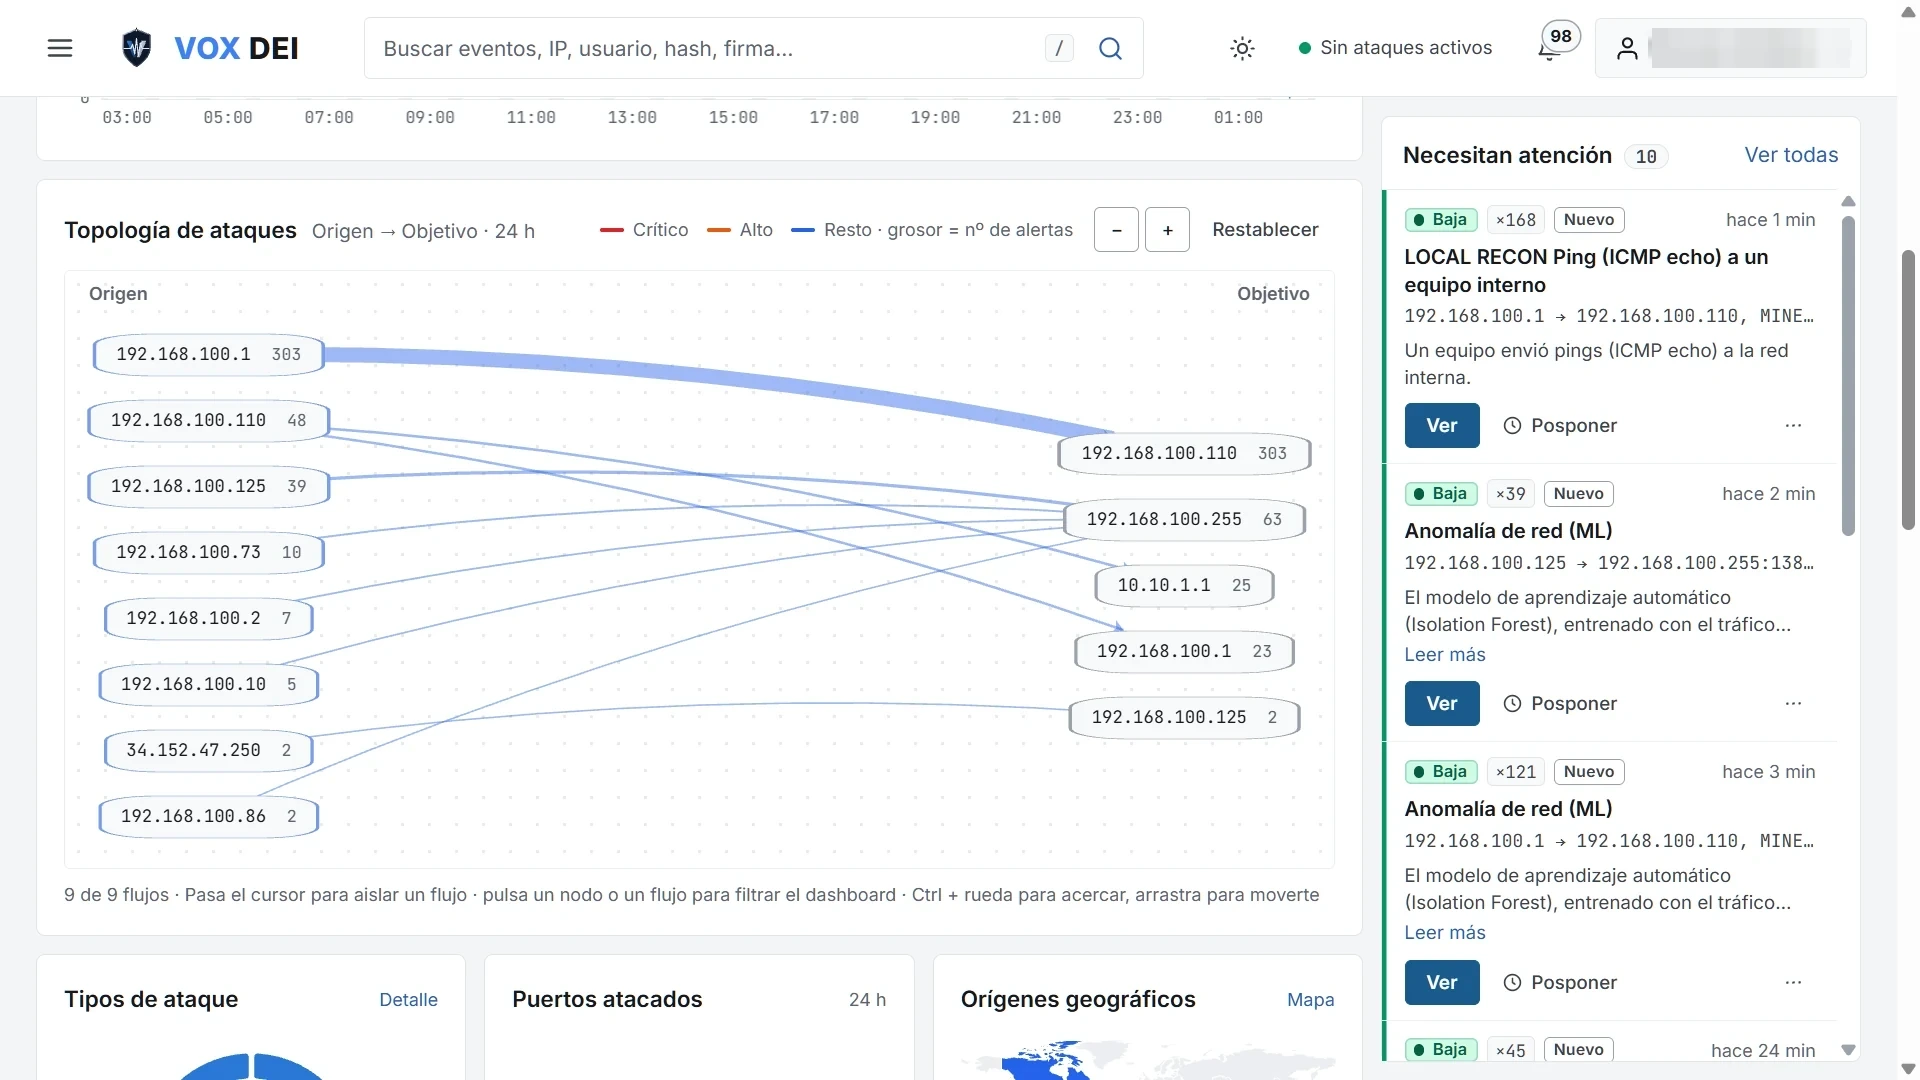 VOX DEI
Buscar eventos, IP, usuario, hash, firma...
/
Sin ataques activos
98
0
03:00 05:00 07:00 09:00 11:00 13:00 15:00 17:00 19:00 21:00 23:00 01:00
Topología de ataques Origen → Objetivo · 24 h
Crítico Alto Resto · grosor = nº de alertas
− + Restablecer
Origen
Objetivo
192.168.100.1 303
192.168.100.110 48
192.168.100.125 39
192.168.100.73 10
192.168.100.2 7
192.168.100.10 5
34.152.47.250 2
192.168.100.86 2
192.168.100.110 303
192.168.100.255 63
10.10.1.1 25
192.168.100.1 23
192.168.100.125 2
9 de 9 flujos · Pasa el cursor para aislar un flujo · pulsa un nodo o un flujo para filtrar el dashboard · Ctrl + rueda para acercar, arrastra para moverte
Tipos de ataque Detalle
Puertos atacados 24 h
Orígenes geográficos Mapa
Necesitan atención 10 Ver todas
Baja ×168 Nuevo hace 1 min
LOCAL RECON Ping (ICMP echo) a un
equipo interno
192.168.100.1 → 192.168.100.110, MINE…
Un equipo envió pings (ICMP echo) a la red
interna.
Ver Posponer ···
Baja ×39 Nuevo hace 2 min
Anomalía de red (ML)
192.168.100.125 → 192.168.100.255:138…
El modelo de aprendizaje automático
(Isolation Forest), entrenado con el tráfico…
Leer más
Ver Posponer ···
Baja ×121 Nuevo hace 3 min
Anomalía de red (ML)
192.168.100.1 → 192.168.100.110, MINE…
El modelo de aprendizaje automático
(Isolation Forest), entrenado con el tráfico…
Leer más
Ver Posponer ···
Baja ×45 Nuevo hace 24 min